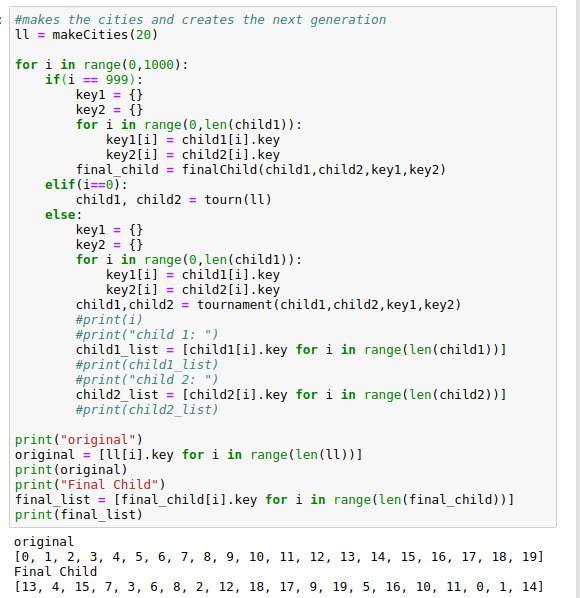 #makes the cities and creates the next generation
ll = makeCities(20)

for i in range(0,1000):
    if(i == 999):
        key1 = {}
        key2 = {}
        for i in range(0,len(child1)):
            key1[i] = child1[i].key
            key2[i] = child2[i].key
        final_child = finalChild(child1,child2,key1,key2)
    elif(i==0):
        child1, child2 = tourn(ll)
    else:
        key1 = {}
        key2 = {}
        for i in range(0,len(child1)):
            key1[i] = child1[i].key
            key2[i] = child2[i].key
        child1,child2 = tournament(child1,child2,key1,key2)
        #print(i)
        #print("child 1: ")
        child1_list = [child1[i].key for i in range(len(child1))]
        #print(child1_list)
        #print("child 2: ")
        child2_list = [child2[i].key for i in range(len(child2))]
        #print(child2_list)

print("original")
original = [ll[i].key for i in range(len(ll))]
print(original)
print("Final Child")
final_list = [final_child[i].key for i in range(len(final_child))]
print(final_list)

original
[0, 1, 2, 3, 4, 5, 6, 7, 8, 9, 10, 11, 12, 13, 14, 15, 16, 17, 18, 19]
Final Child
[13, 4, 15, 7, 3, 6, 8, 2, 12, 18, 17, 9, 19, 5, 16, 10, 11, 0, 1, 14]